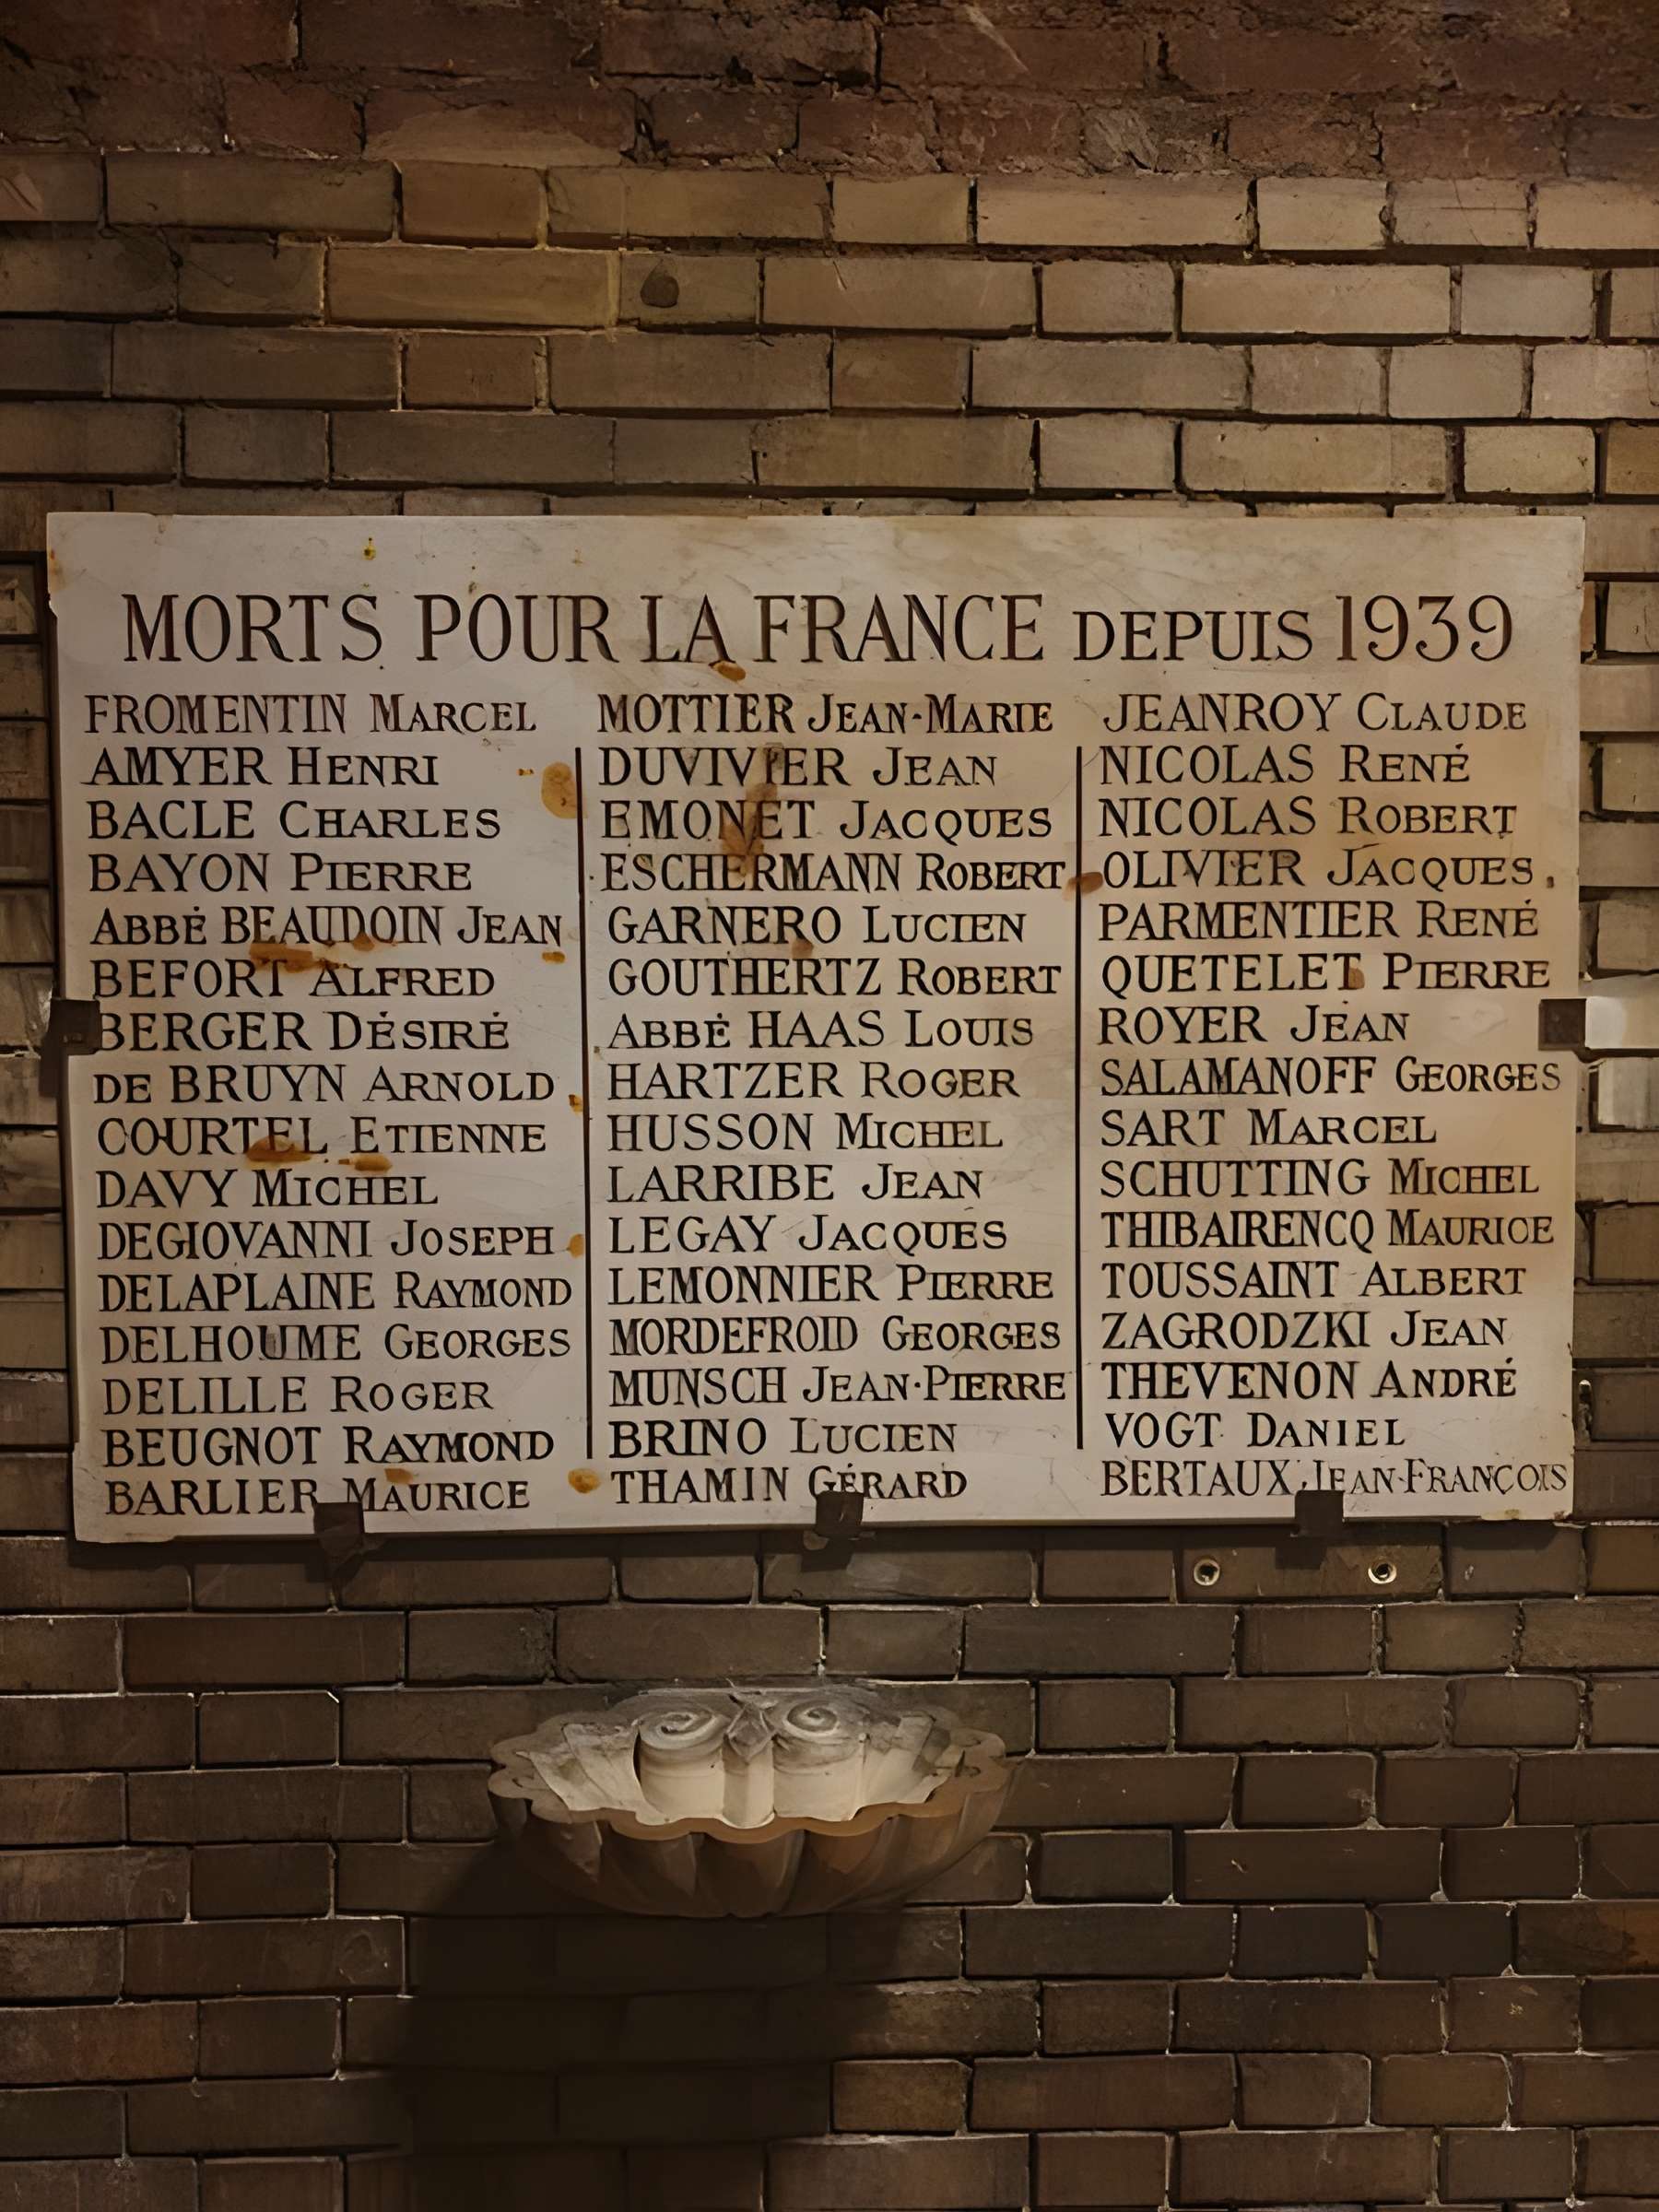 MORTS POUR LA FRANCE DEPUIS 1939
FROMENTIN MARCEL
AMYER HENRI
BACLE CHARLES
BAYON PIERRE
ABBÉ BEAUDOIN JEAN
BEFORT ALFRED
BERGER DÉSIRÉ
DE BRUYN ARNOLD
COURTEL ETIENNE
DAVY MICHEL
DEGIOVANNI JOSEPH
DELAPLAINE RAYMOND
DELHOUME GEORGES
DELILLE ROGER
BEUGNOT RAYMOND
BARLIER MAURICE
MOTTIER JEAN-MARIE
DUVIVIER JEAN
EMONET JACQUES
ESCHERMANN ROBERT
GARNERO LUCIEN
GOUTHERTZ ROBERT
ABBÉ HAAS LOUIS
HARTZER ROGER
HUSSON MICHEL
LARRIBE JEAN
LEGAY JACQUES
LEMONNIER PIERRE
MORDEFROID GEORGES
MUNSCH JEAN-PIERRE
BRINO LUCIEN
THAMIN GÉRARD
JEANROY CLAUDE
NICOLAS RENÉ
NICOLAS ROBERT
OLIVIER JACQUES
PARMENTIER RENÉ
QUETELET PIERRE
ROYER JEAN
SALAMANOFF GEORGES
SART MARCEL
SCHUTTING MICHEL
THIBAIRENCQ MAURICE
TOUSSAINT ALBERT
ZAGRODZKI JEAN
THEVENON ANDRÉ
VOGT DANIEL
BERTAUX JEAN-FRANÇOIS